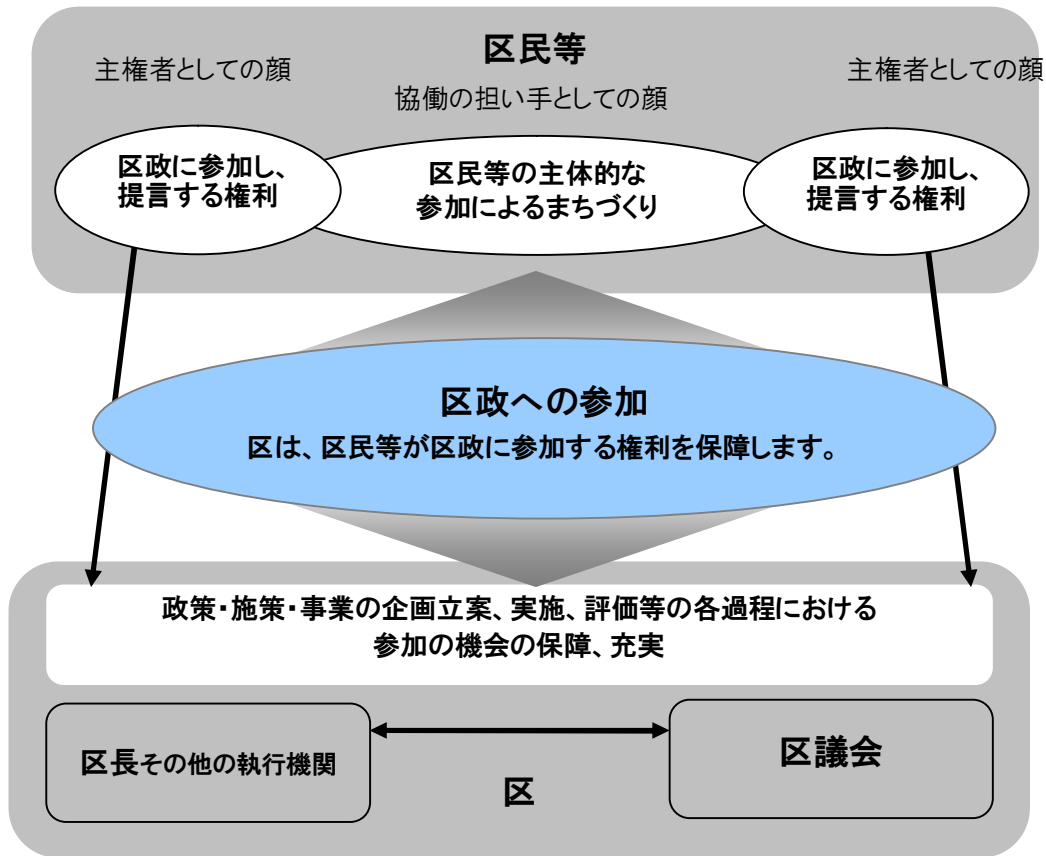 区民等
主権者としての顔
協働の担い手としての顔
主権者としての顔
区政に参加し、
提言する権利
区民等の主体的な
参加によるまちづくり
区政に参加し、
提言する権利
区政への参加
区は、区民等が区政に参加する権利を保障します。
政策・施策・事業の企画立案、実施、評価等の各過程における
参加の機会の保障、充実
区長その他の執行機関
区議会
区